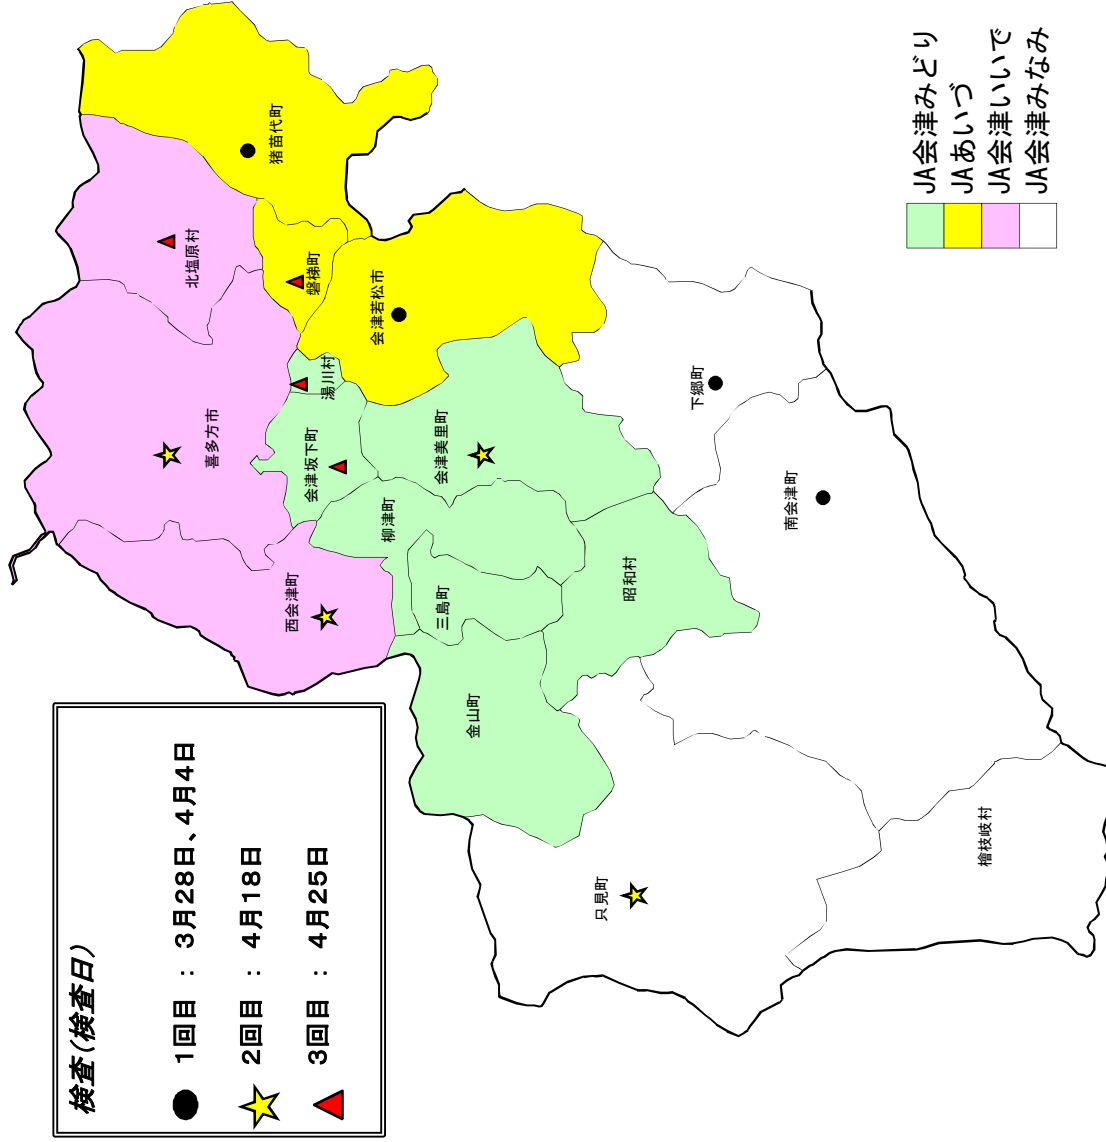 検査(検査日)
1回目 : 3月28日、4月4日
2回目 : 4月18日
3回目 : 4月25日
西会津町
喜多方市
北塩原村
猪苗代町
磐梯町
湯川村
会津坂下町
会津若松市
柳津町
会津美里町
三島町
金山町
昭和村
下郷町
只見町
南会津町
檜枝岐村
JA会津みどり
JAあいづ
JA会津いいで
JA会津みなみ